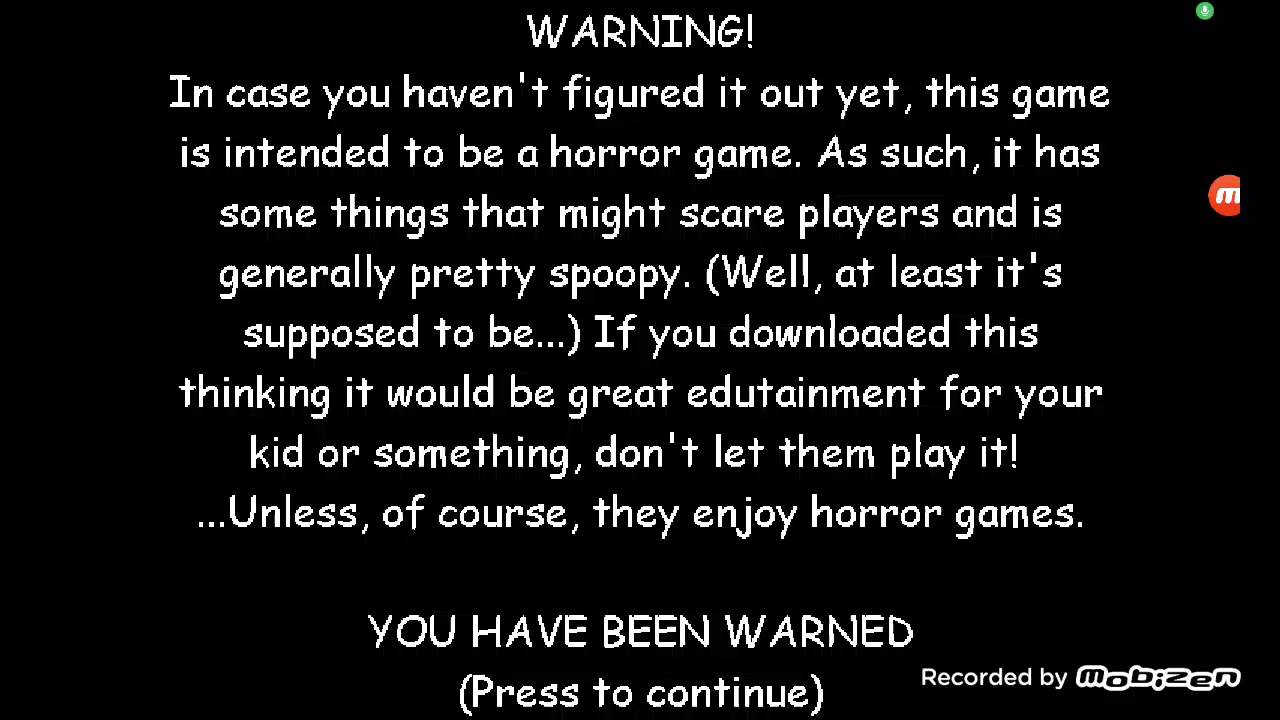 WARNING!
In case you haven't figured it out yet, this game
is intended to be a horror game. As such, it has
some things that might scare players and is
generally pretty spoopy. (Well, at least it's
supposed to be...) If you downloaded this
thinking it would be great edutainment for your
kid or something, don't let them play it!
...Unless, of course, they enjoy horror games.
YOU HAVE BEEN WARNED
(Press to continue)
Recorded by mobizen